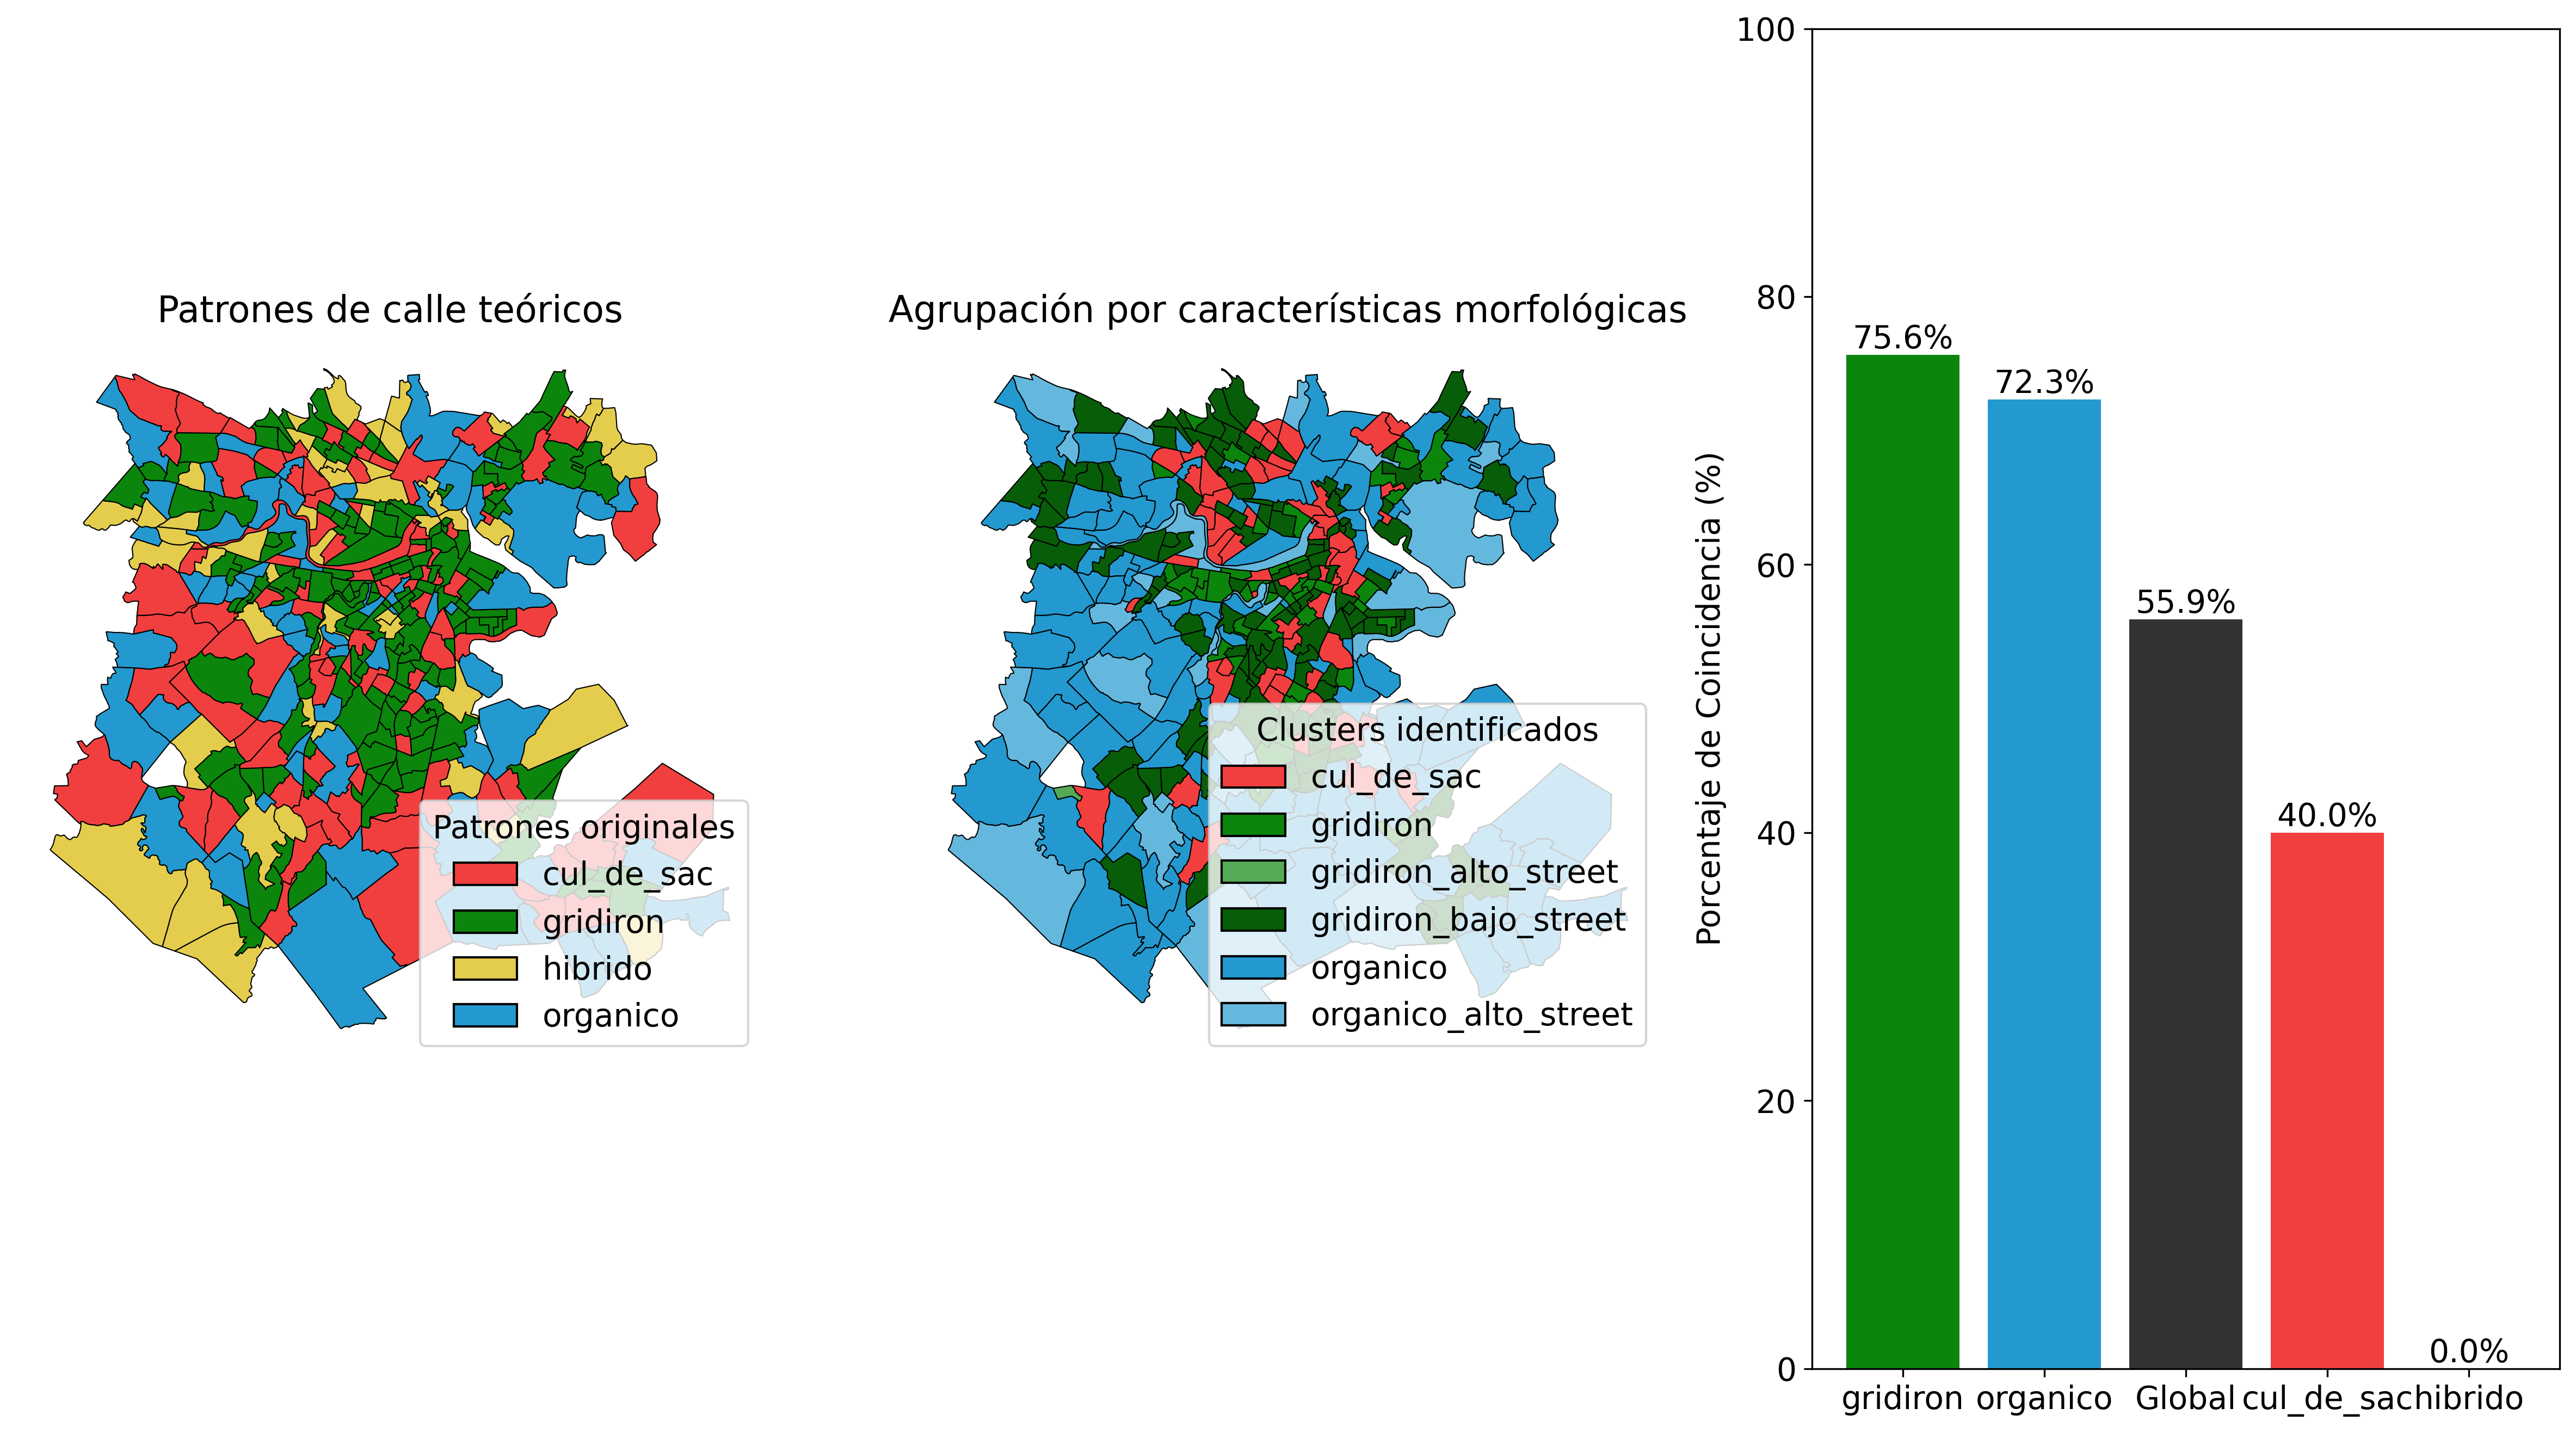 Patrones de calle teóricos
Patrones originales
cul_de_sac
gridiron
hibrido
organico
Agrupación por características morfológicas
Clusters identificados
cul_de_sac
gridiron
gridiron_alto_street
gridiron_bajo_street
organico
organico_alto_street
Porcentaje de Coincidencia (%)
100
80
60
40
20
0
75.6%
72.3%
55.9%
40.0%
0.0%
gridiron
organico
Global
cul_de_sac
hibrido